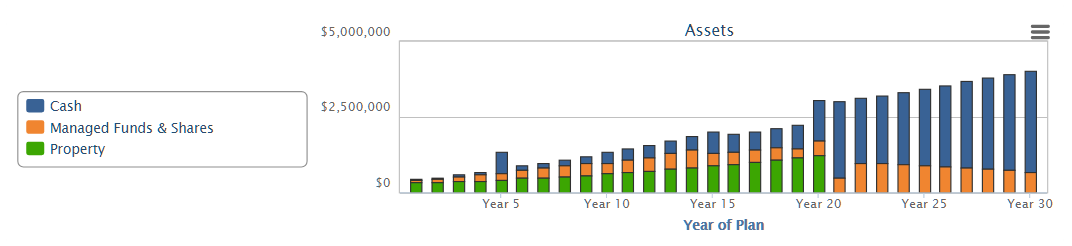 Assets
$5,000,000
$2,500,000
$0
Cash
Managed Funds & Shares
Property
Year 5
Year 10
Year 15
Year 20
Year 25
Year 30
Year of Plan